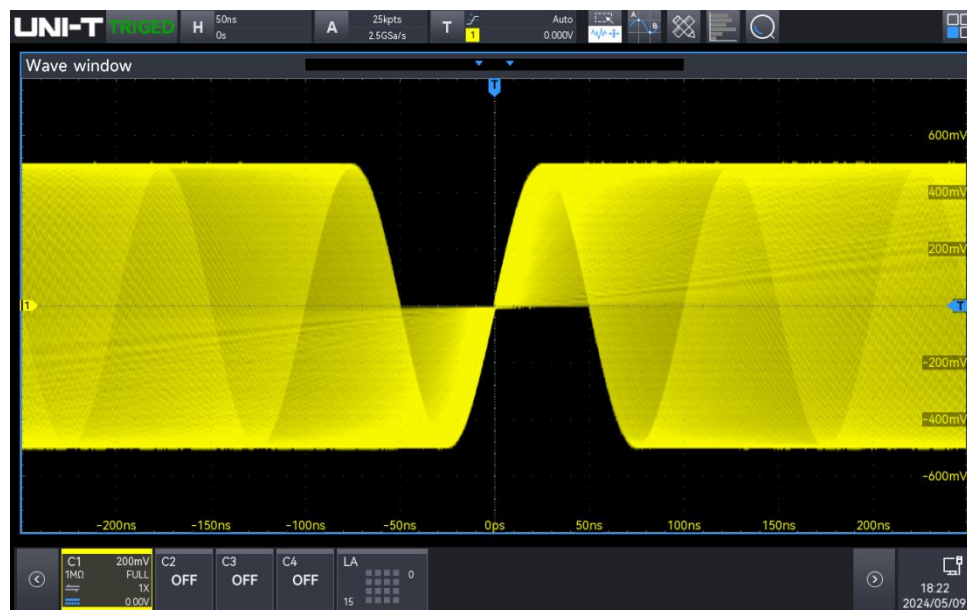 UNI-T TRIGED H 50ns 0s A 25kpts 2.5GSa/s T 1 Auto 0.000V A B
Wave window
T
600mV
400mV
200mV
1 T
-200mV
-400mV
-600mV
-200ns -150ns -100ns -50ns 0ps 50ns 100ns 150ns 200ns
C1 200mV C2 C3 C4 LA
1MΩ FULL OFF OFF OFF 0
1X
0.00V 15
18:22
2024/05/09